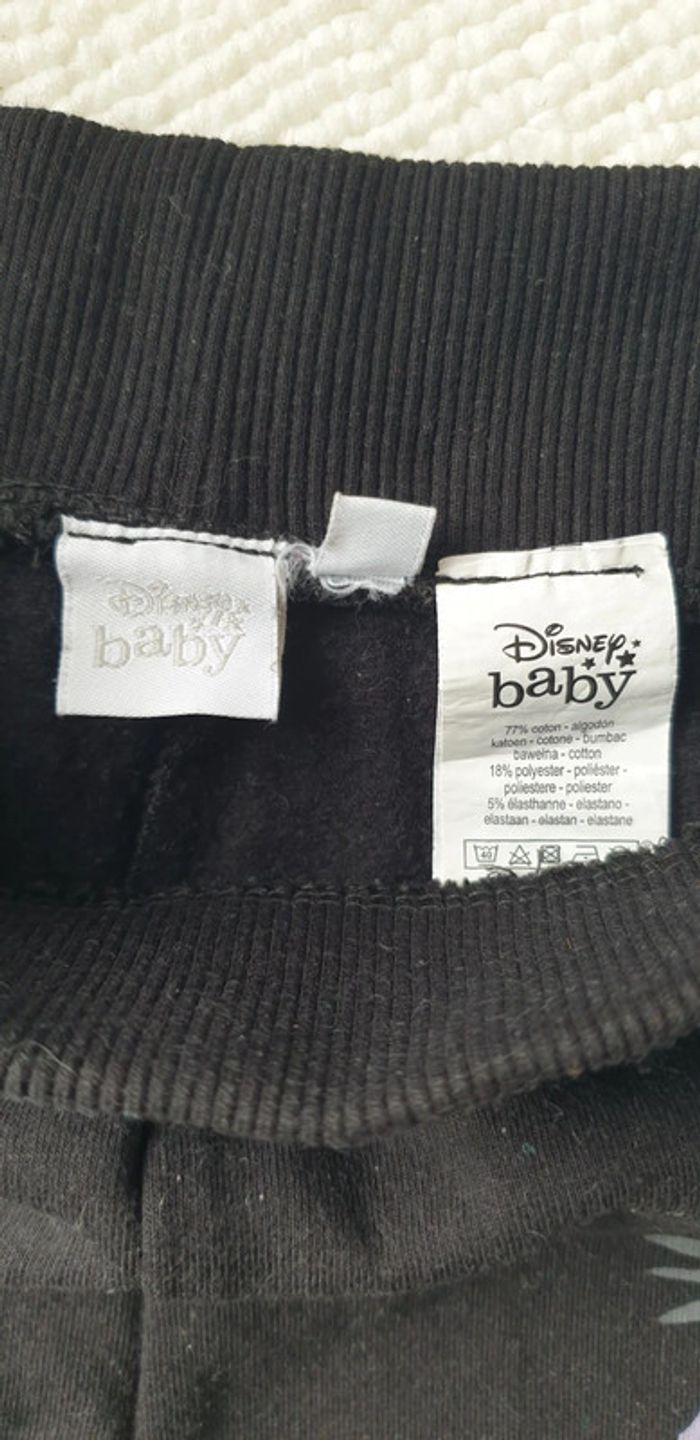 Disney
baby
Disney
baby
77% coton - algodón
katoen - cotone - bumbac
bawełna - cotton
18% polyester - poliéster -
poliestere - poliester
5% élasthanne - elastano -
elastaan - elastan - elastane
40